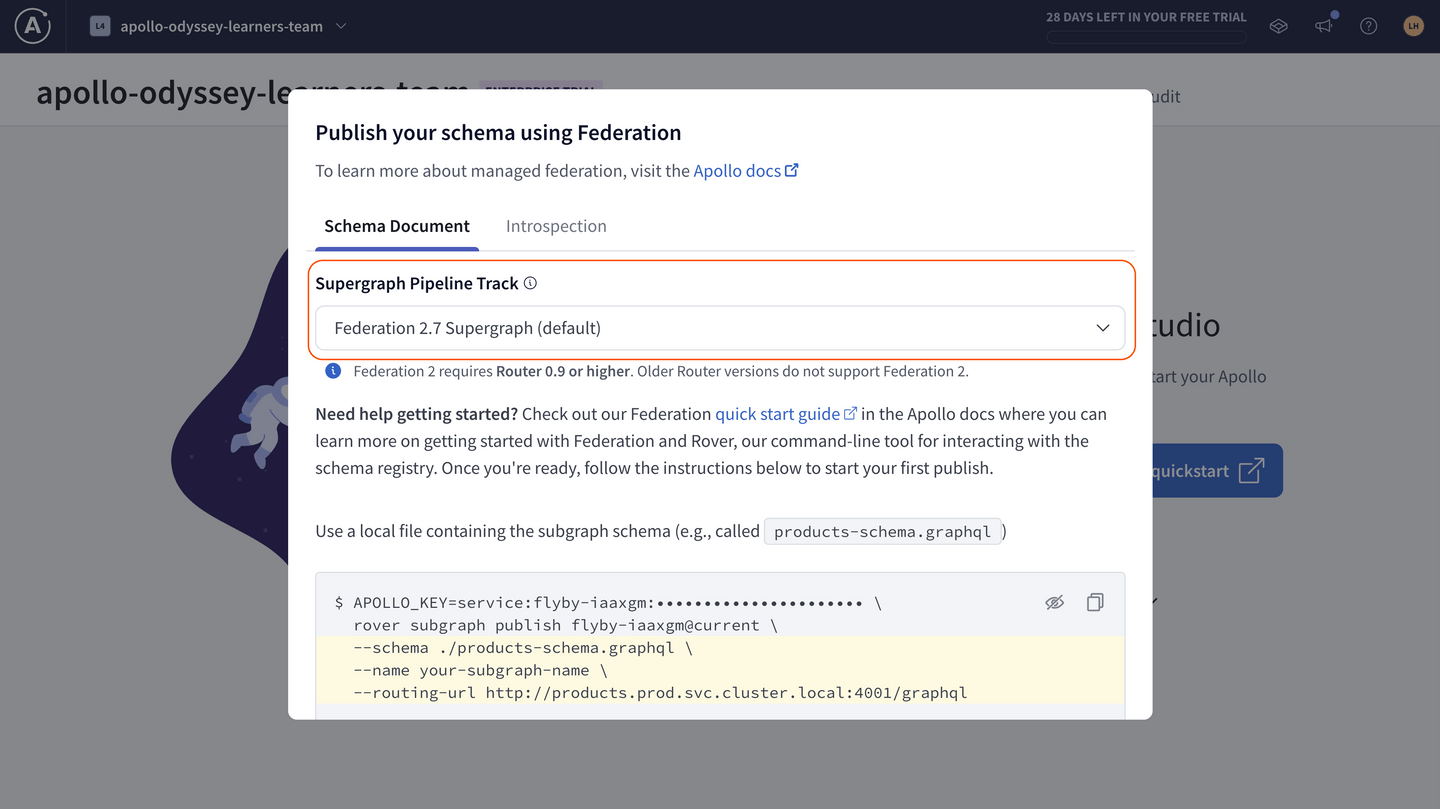 A
L4 apollo-odyssey-learners-team
28 DAYS LEFT IN YOUR FREE TRIAL
LH
apollo-odyssey-learners-team ENTERPRISE TRIAL
udit
Publish your schema using Federation
To learn more about managed federation, visit the Apollo docs
Schema Document Introspection
Supergraph Pipeline Track
Federation 2.7 Supergraph (default)
Federation 2 requires Router 0.9 or higher. Older Router versions do not support Federation 2.
Need help getting started? Check out our Federation quick start guide in the Apollo docs where you can
learn more on getting started with Federation and Rover, our command-line tool for interacting with the
schema registry. Once you're ready, follow the instructions below to start your first publish.
Use a local file containing the subgraph schema (e.g., called products-schema.graphql )
$ APOLLO_KEY=service:flyby-iaaxgm:•••••••••••••••••••••• \
rover subgraph publish flyby-iaaxgm@current \
--schema ./products-schema.graphql \
--name your-subgraph-name \
--routing-url http://products.prod.svc.cluster.local:4001/graphql
tudio
tart your Apollo
quickstart